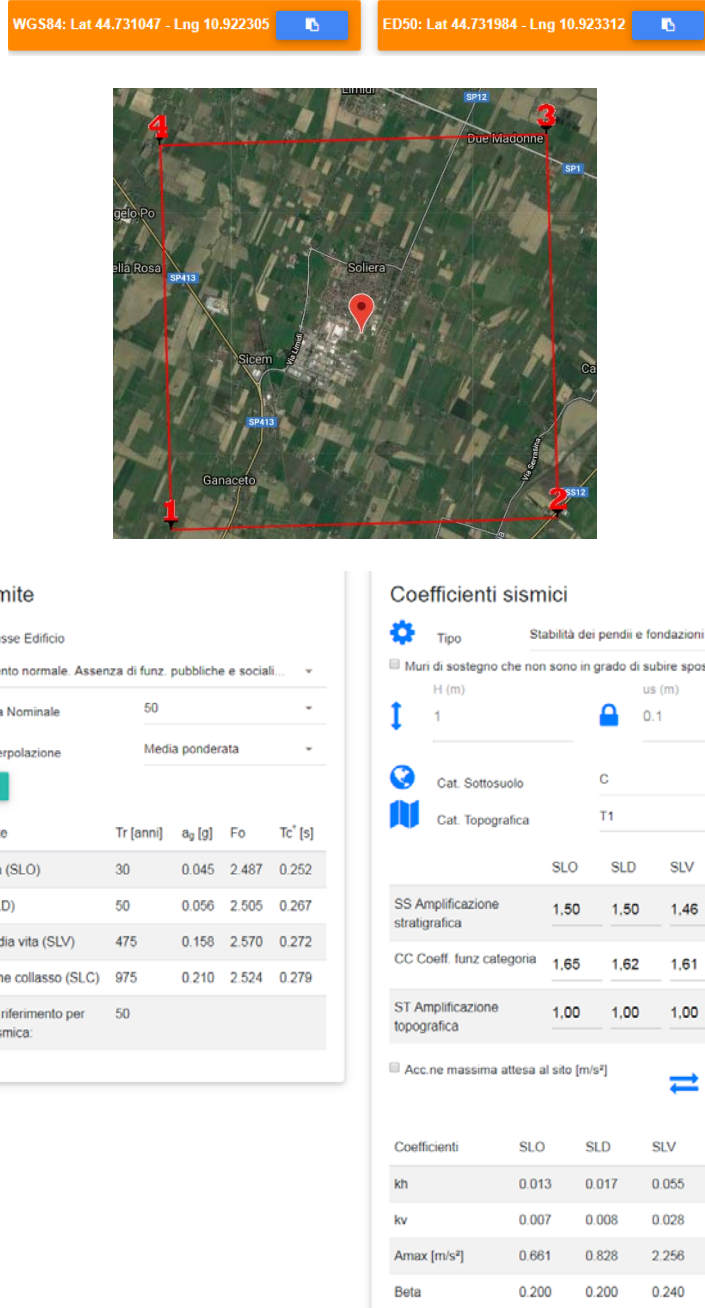 WGS84: Lat 44.731047 - Lng 10.922305
ED50: Lat 44.731984 - Lng 10.923312
SP12
4
3
Due Madonne
SP1
gelo Po
ella Rosa
SP413
Soliera
Via Limidi
Sicem
Ca
SP413
Via Serrasina
Ganaceto
1
2
SS12
mite
sse Edificio
nto normale. Assenza di funz. pubbliche e sociali...
a Nominale 50
erpolazione Media ponderata
te Tr [anni] ag [g] Fo Tc* [s]
(SLO) 30 0.045 2.487 0.252
D) 50 0.056 2.505 0.267
dia vita (SLV) 475 0.158 2.570 0.272
ne collasso (SLC) 975 0.210 2.524 0.279
riferimento per 50
smica:
Coefficienti sismici
Tipo Stabilità dei pendii e fondazioni
Muri di sostegno che non sono in grado di subire spos
H (m) us (m)
1 0.1
Cat. Sottosuolo C
Cat. Topografica T1
SLO SLD SLV
SS Amplificazione 1,50 1,50 1,46
stratigrafica
CC Coeff. funz categoria 1,65 1,62 1,61
ST Amplificazione 1,00 1,00 1,00
topografica
Acc.ne massima attesa al sito [m/s²]
Coefficienti SLO SLD SLV
kh 0.013 0.017 0.055
kv 0.007 0.008 0.028
Amax [m/s²] 0.661 0.828 2.256
Beta 0.200 0.200 0.240